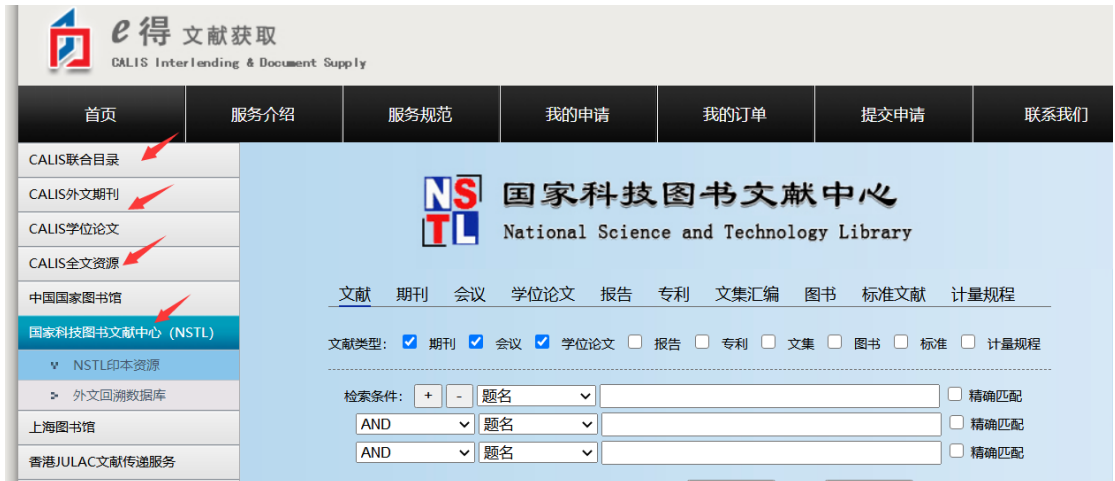 e得 文献获取
CALIS Interlending & Document Supply
首页 服务介绍 服务规范 我的申请 我的订单 提交申请 联系我们
CALIS联合目录
CALIS外文期刊
CALIS学位论文
CALIS全文资源
中国国家图书馆
国家科技图书文献中心（NSTL）
NSTL印本资源
外文回溯数据库
上海图书馆
香港JULAC文献传递服务
NSTL 国家科技图书文献中心
National Science and Technology Library
文献 期刊 会议 学位论文 报告 专利 文集汇编 图书 标准文献 计量规程
文献类型: 期刊 会议 学位论文 报告 专利 文集 图书 标准 计量规程
检索条件: + - 题名 精确匹配
AND 题名 精确匹配
AND 题名 精确匹配